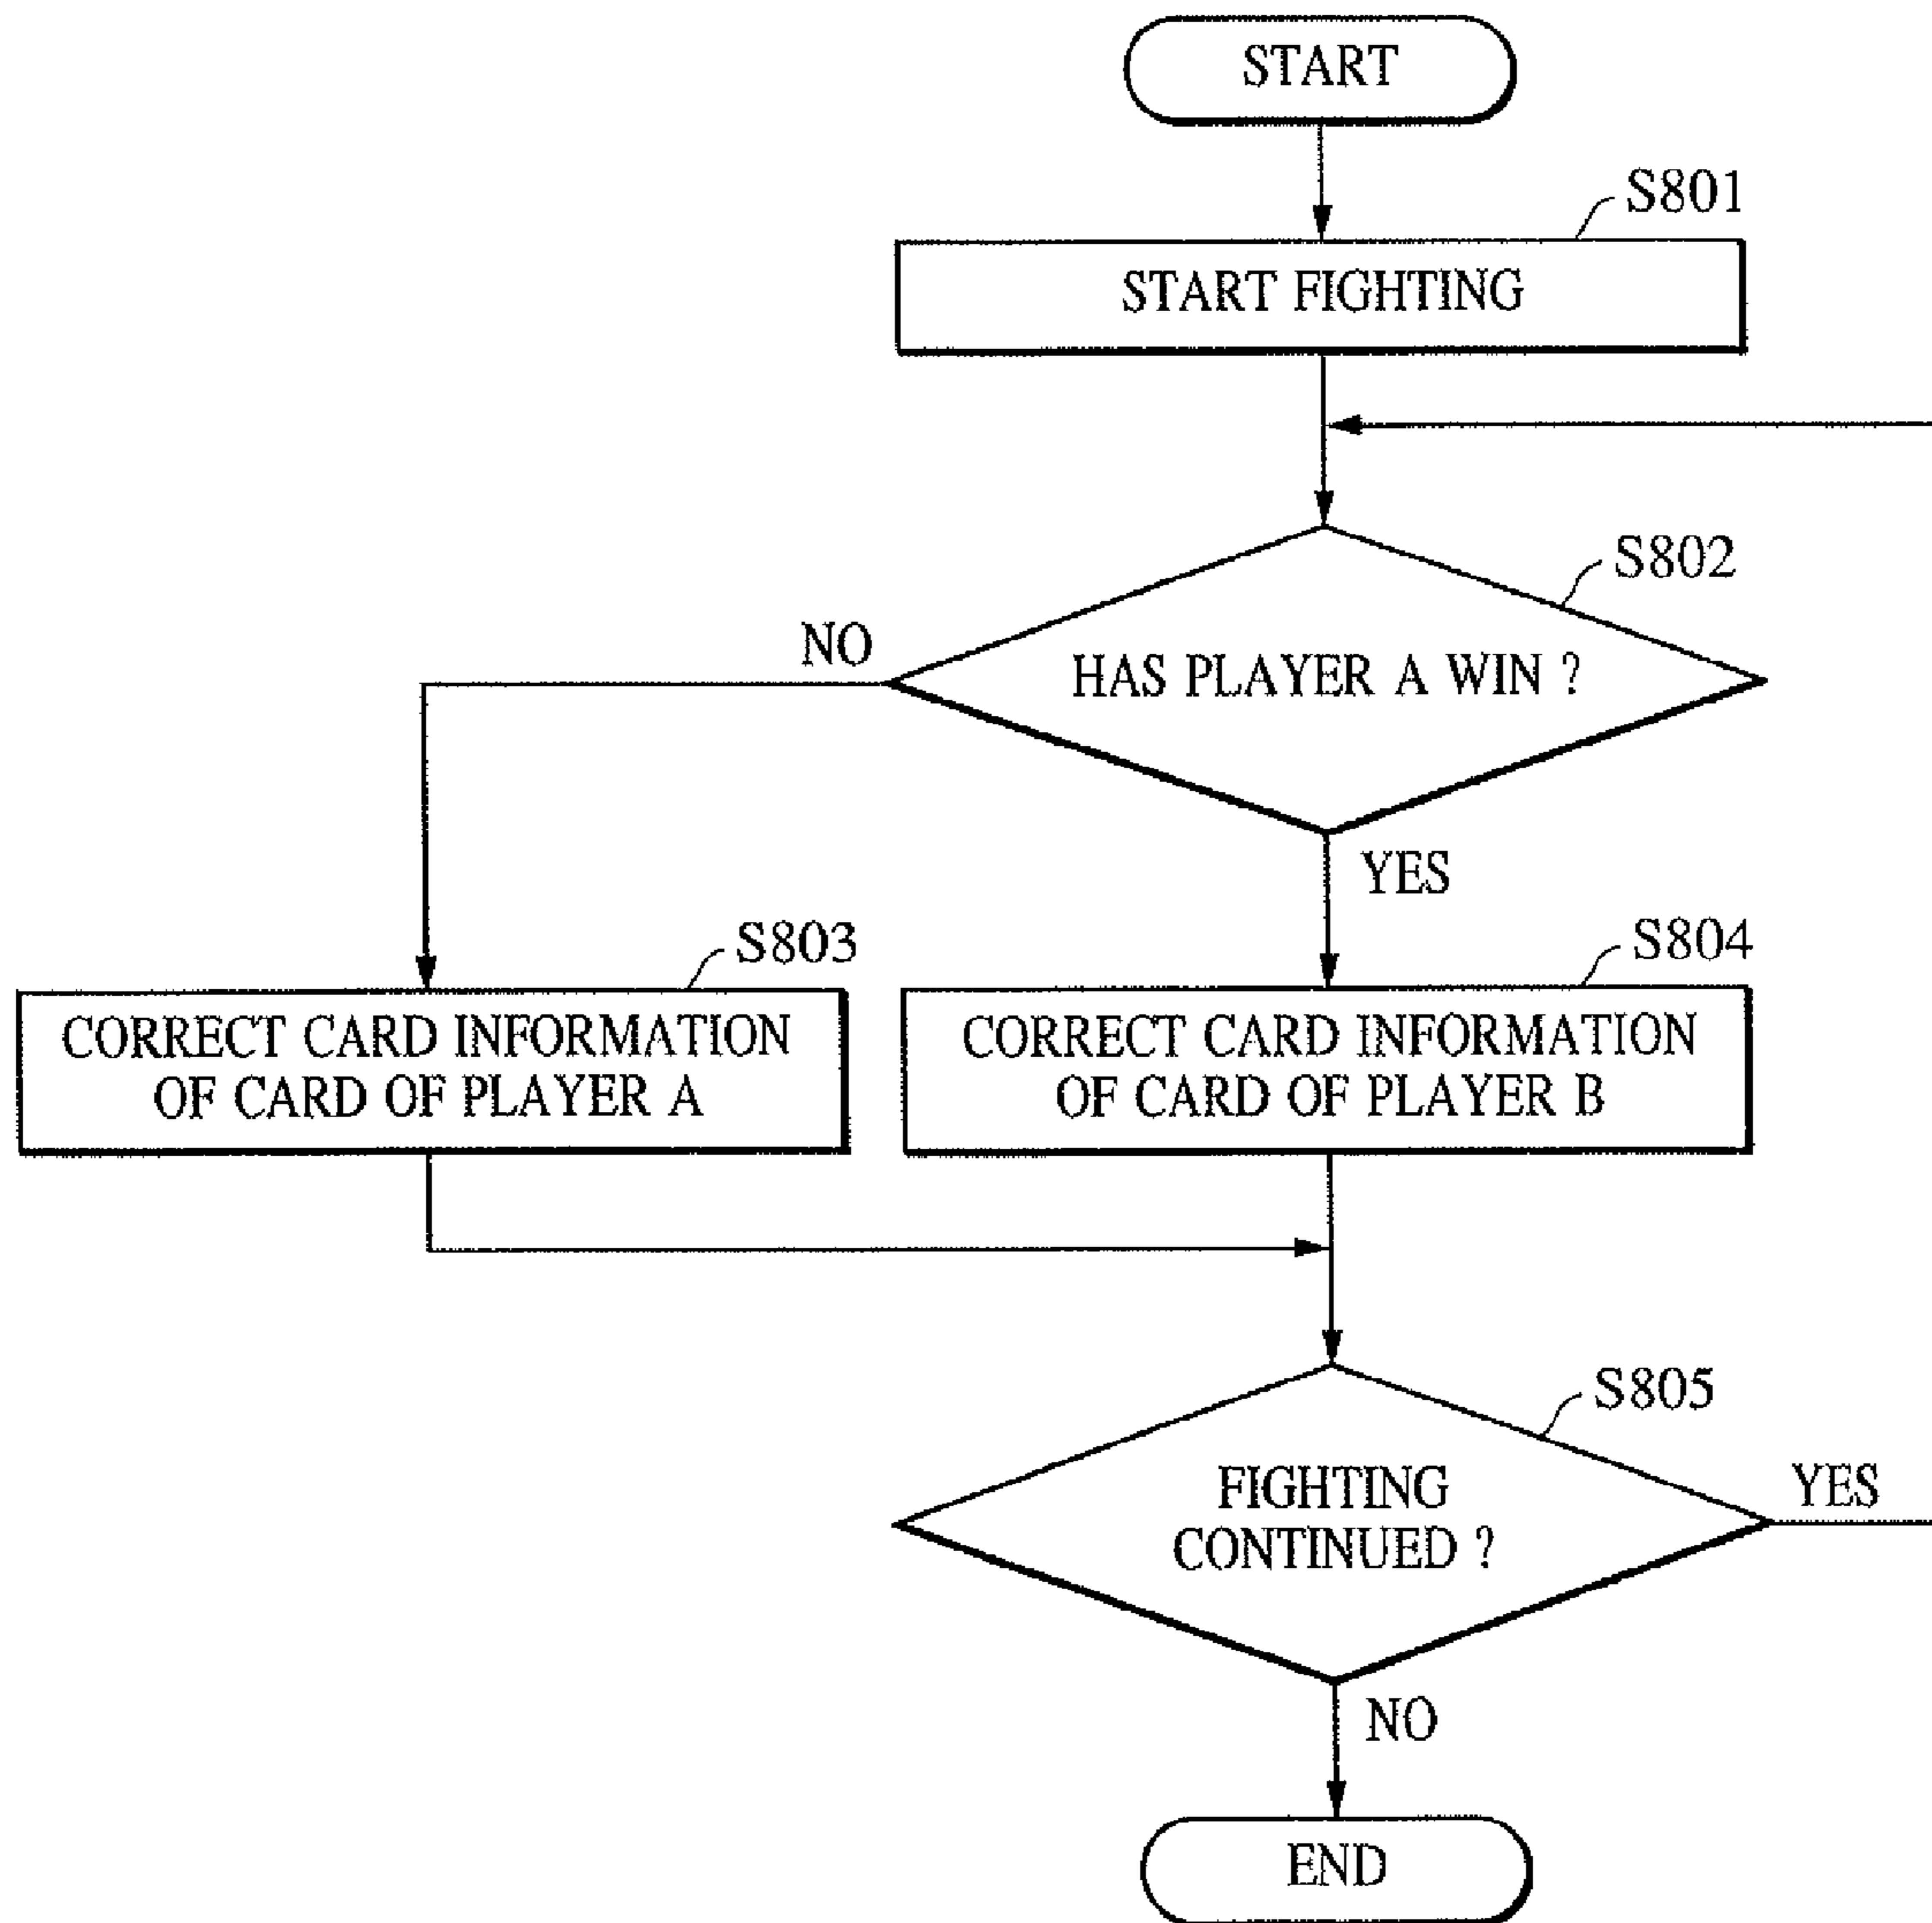 START
S801
START FIGHTING
S802
NO
HAS PLAYER A WIN ?
YES
S803
S804
CORRECT CARD INFORMATION
OF CARD OF PLAYER A
CORRECT CARD INFORMATION
OF CARD OF PLAYER B
S805
FIGHTING
CONTINUED ?
YES
NO
END